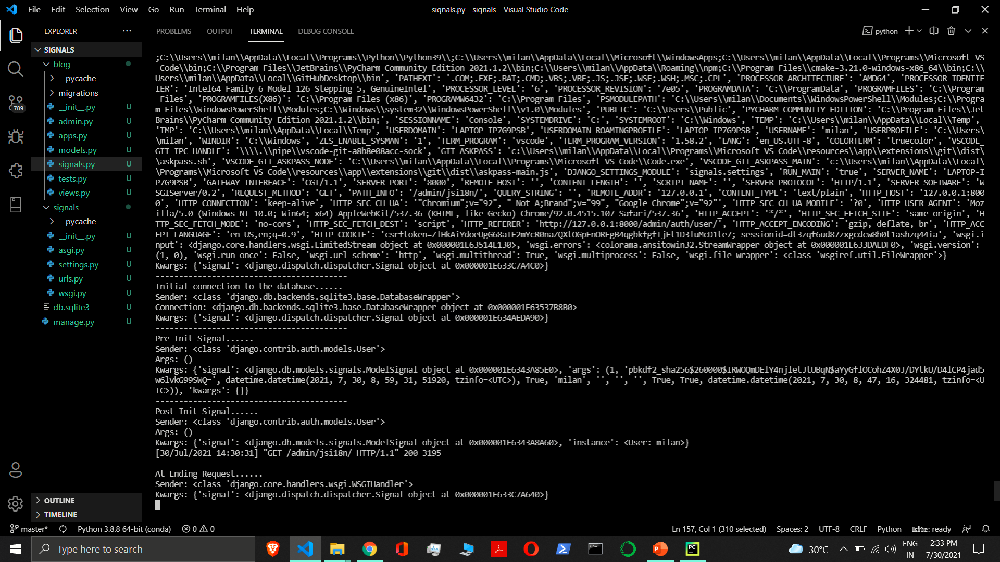 File Edit Selection View Go Run Terminal Help
signals.py - signals - Visual Studio Code
EXPLORER
SIGNALS
blog
__pycache__
migrations
__init__.py U
admin.py U
apps.py U
models.py U
signals.py U
tests.py U
views.py U
signals
__pycache__
__init__.py U
asgi.py U
settings.py U
urls.py U
wsgi.py U
db.sqlite3 U
manage.py U
OUTLINE
TIMELINE
789
PROBLEMS OUTPUT TERMINAL DEBUG CONSOLE
python
;C:\\Users\\milan\\AppData\\Local\\Programs\\Python\\Python39\\;C:\\Users\\milan\\AppData\\Local\\Microsoft\\WindowsApps;C:\\Users\\milan\\AppData\\Local\\Programs\\Microsoft VS
Code\\bin;C:\\Program Files\\JetBrains\\PyCharm Community Edition 2021.1.2\\bin;C:\\Users\\milan\\AppData\\Roaming\\npm;C:\\Program Files\\cmake-3.21.0-windows-x86_64\\bin;C:\\
Users\\milan\\AppData\\Local\\GitHubDesktop\\bin', 'PATHEXT': '.COM;.EXE;.BAT;.CMD;.VBS;.VBE;.JS;.JSE;.WSF;.WSH;.MSC;.CPL', 'PROCESSOR_ARCHITECTURE': 'AMD64', 'PROCESSOR_IDENTIF
IER': 'Intel64 Family 6 Model 126 Stepping 5, GenuineIntel', 'PROCESSOR_LEVEL': '6', 'PROCESSOR_REVISION': '7e05', 'PROGRAMDATA': 'C:\\ProgramData', 'PROGRAMFILES': 'C:\\Program
Files', 'PROGRAMFILES(X86)': 'C:\\Program Files (x86)', 'PROGRAMW6432': 'C:\\Program Files', 'PSMODULEPATH': 'C:\\Users\\milan\\Documents\\WindowsPowerShell\\Modules;C:\\Progra
m Files\\WindowsPowerShell\\Modules;C:\\Windows\\system32\\WindowsPowerShell\\v1.0\\Modules', 'PUBLIC': 'C:\\Users\\Public', 'PYCHARM COMMUNITY EDITION': 'C:\\Program Files\\Jet
Brains\\PyCharm Community Edition 2021.1.2\\bin;', 'SESSIONNAME': 'Console', 'SYSTEMDRIVE': 'C:', 'SYSTEMROOT': 'C:\\Windows', 'TEMP': 'C:\\Users\\milan\\AppData\\Local\\Temp',
'TMP': 'C:\\Users\\milan\\AppData\\Local\\Temp', 'USERDOMAIN': 'LAPTOP-IP7G9PSB', 'USERDOMAIN_ROAMINGPROFILE': 'LAPTOP-IP7G9PSB', 'USERNAME': 'milan', 'USERPROFILE': 'C:\\Users\
\milan', 'WINDIR': 'C:\\Windows', 'ZES_ENABLE_SYSMAN': '1', 'TERM_PROGRAM': 'vscode', 'TERM_PROGRAM_VERSION': '1.58.2', 'LANG': 'en_US.UTF-8', 'COLORTERM': 'truecolor', 'VSCODE_
GIT_IPC_HANDLE': '\\\\.\\pipe\\vscode-git-a8b8e08acc-sock', 'GIT_ASKPASS': 'c:\\Users\\milan\\AppData\\Local\\Programs\\Microsoft VS Code\\resources\\app\\extensions\\git\\dist\
\askpass.sh', 'VSCODE_GIT_ASKPASS_NODE': 'C:\\Users\\milan\\AppData\\Local\\Programs\\Microsoft VS Code\\Code.exe', 'VSCODE_GIT_ASKPASS_MAIN': 'c:\\Users\\milan\\AppData\\Local\
\Programs\\Microsoft VS Code\\resources\\app\\extensions\\git\\dist\\askpass-main.js', 'DJANGO_SETTINGS_MODULE': 'signals.settings', 'RUN_MAIN': 'true', 'SERVER_NAME': 'LAPTOP-I
P7G9PSB', 'GATEWAY_INTERFACE': 'CGI/1.1', 'SERVER_PORT': '8000', 'REMOTE_HOST': '', 'CONTENT_LENGTH': '', 'SCRIPT_NAME': '', 'SERVER_PROTOCOL': 'HTTP/1.1', 'SERVER_SOFTWARE': 'W
SGIServer/0.2', 'REQUEST_METHOD': 'GET', 'PATH_INFO': '/admin/jsi18n/', 'QUERY_STRING': '', 'REMOTE_ADDR': '127.0.0.1', 'CONTENT_TYPE': 'text/plain', 'HTTP_HOST': '127.0.0.1:800
0', 'HTTP_CONNECTION': 'keep-alive', 'HTTP_SEC_CH_UA': '"Chromium";v="92", " Not A;Brand";v="99", "Google Chrome";v="92"', 'HTTP_SEC_CH_UA_MOBILE': '?0', 'HTTP_USER_AGENT': 'Moz
illa/5.0 (Windows NT 10.0; Win64; x64) AppleWebKit/537.36 (KHTML, like Gecko) Chrome/92.0.4515.107 Safari/537.36', 'HTTP_ACCEPT': '*/*', 'HTTP_SEC_FETCH_SITE': 'same-origin', 'H
TTP_SEC_FETCH_MODE': 'no-cors', 'HTTP_SEC_FETCH_DEST': 'script', 'HTTP_REFERER': 'http://127.0.0.1:8000/admin/auth/user/', 'HTTP_ACCEPT_ENCODING': 'gzip, deflate, br', 'HTTP_ACC
EPT_LANGUAGE': 'en-US,en;q=0.9', 'HTTP_COOKIE': 'csrftoken=ZlHkAiYdoeUgG68aIE2mYcR0naZQXtOGpEnORFgB4qgbkfgfTjEt1D3luMcD1te7; sessionid=dt3zqf6ud87zxgcdcw8h0t1ashzq44ia', 'wsgi.i
nput': <django.core.handlers.wsgi.LimitedStream object at 0x000001E63514E130>, 'wsgi.errors': <colorama.ansitowin32.StreamWrapper object at 0x000001E633DAEDF0>, 'wsgi.version':
(1, 0), 'wsgi.run_once': False, 'wsgi.url_scheme': 'http', 'wsgi.multithread': True, 'wsgi.multiprocess': False, 'wsgi.file_wrapper': <class 'wsgiref.util.FileWrapper'>}
Kwargs: {'signal': <django.dispatch.dispatcher.Signal object at 0x000001E633C7A4C0>}
-----------------------------------------
Initial connection to the database......
Sender: <class 'django.db.backends.sqlite3.base.DatabaseWrapper'>
Connection: <django.db.backends.sqlite3.base.DatabaseWrapper object at 0x000001E63537B8B0>
Kwargs: {'signal': <django.dispatch.dispatcher.Signal object at 0x000001E634AEDA90>}
-----------------------------------------
Pre Init Signal......
Sender: <class 'django.contrib.auth.models.User'>
Args: ()
Kwargs: {'signal': <django.db.models.signals.ModelSignal object at 0x000001E6343A85E0>, 'args': (1, 'pbkdf2_sha256$260000$IRWOQmDElY4njletJtUBqN$aYyGflOCohZ4X0J/DYtkU/D4lCP4jad5
w6lvkG99SWQ=', datetime.datetime(2021, 7, 30, 8, 59, 31, 51920, tzinfo=<UTC>), True, 'milan', '', '', '', True, True, datetime.datetime(2021, 7, 30, 8, 47, 16, 324481, tzinfo=<U
TC>)), 'kwargs': {}}
-----------------------------------------
Post Init Signal......
Sender: <class 'django.contrib.auth.models.User'>
Args: ()
Kwargs: {'signal': <django.db.models.signals.ModelSignal object at 0x000001E6343A8A60>, 'instance': <User: milan>}
[30/Jul/2021 14:30:31] "GET /admin/jsi18n/ HTTP/1.1" 200 3195
-----------------------------------------
At Ending Request......
Sender: <class 'django.core.handlers.wsgi.WSGIHandler'>
Kwargs: {'signal': <django.dispatch.dispatcher.Signal object at 0x000001E633C7A640>}
master* Python 3.8.8 64-bit (conda) 0 0
Ln 157, Col 1 (310 selected) Spaces: 2 UTF-8 CRLF Python kite: ready
Type here to search
PC
30°C
ENG
IN
2:33 PM
7/30/2021